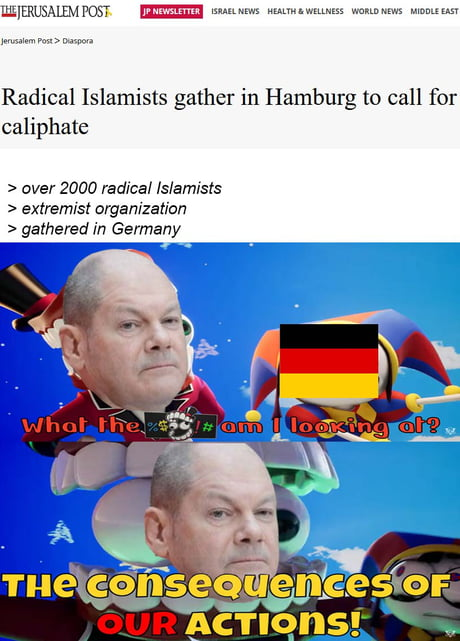 THE JERUSALEM POST
JP NEWSLETTER ISRAEL NEWS HEALTH & WELLNESS WORLD NEWS MIDDLE EAST
Jerusalem Post > Diaspora
Radical Islamists gather in Hamburg to call for
caliphate
> over 2000 radical Islamists
> extremist organization
> gathered in Germany
What the %$ !# am I looking at?
THE CONSEQUENCES OF
OUR ACTIONS!